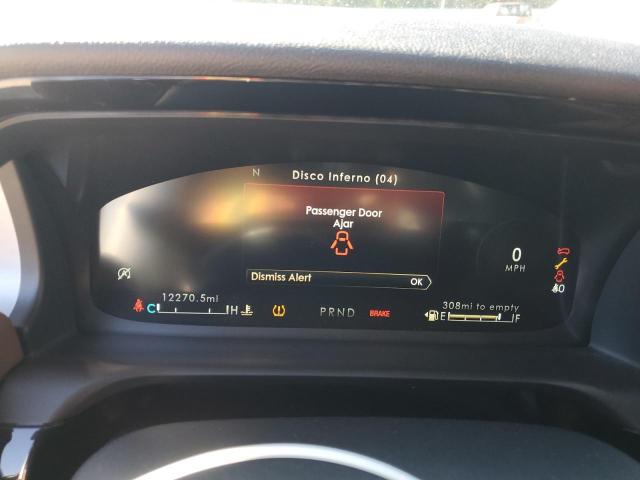 N
Disco Inferno (04)
Passenger Door
Ajar
Dismiss Alert OK
0
MPH
12270.5mi
C H
PRND
BRAKE
308mi to empty
E F